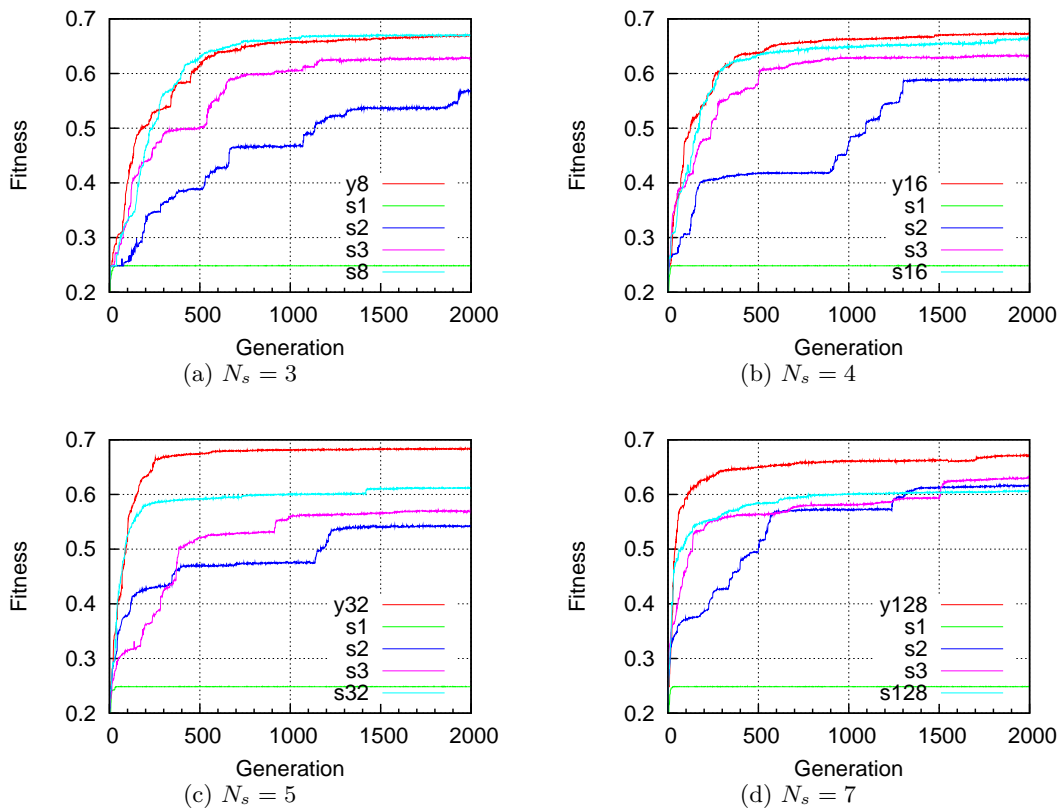 0.7
0.6
0.5
0.4
0.3
0.2
Fitness
y8
s1
s2
s3
s8
0 500 1000 1500 2000
Generation
(a) N_s = 3
0.7
0.6
0.5
0.4
0.3
0.2
Fitness
y16
s1
s2
s3
s16
0 500 1000 1500 2000
Generation
(b) N_s = 4
0.7
0.6
0.5
0.4
0.3
0.2
Fitness
y32
s1
s2
s3
s32
0 500 1000 1500 2000
Generation
(c) N_s = 5
0.7
0.6
0.5
0.4
0.3
0.2
Fitness
y128
s1
s2
s3
s128
0 500 1000 1500 2000
Generation
(d) N_s = 7